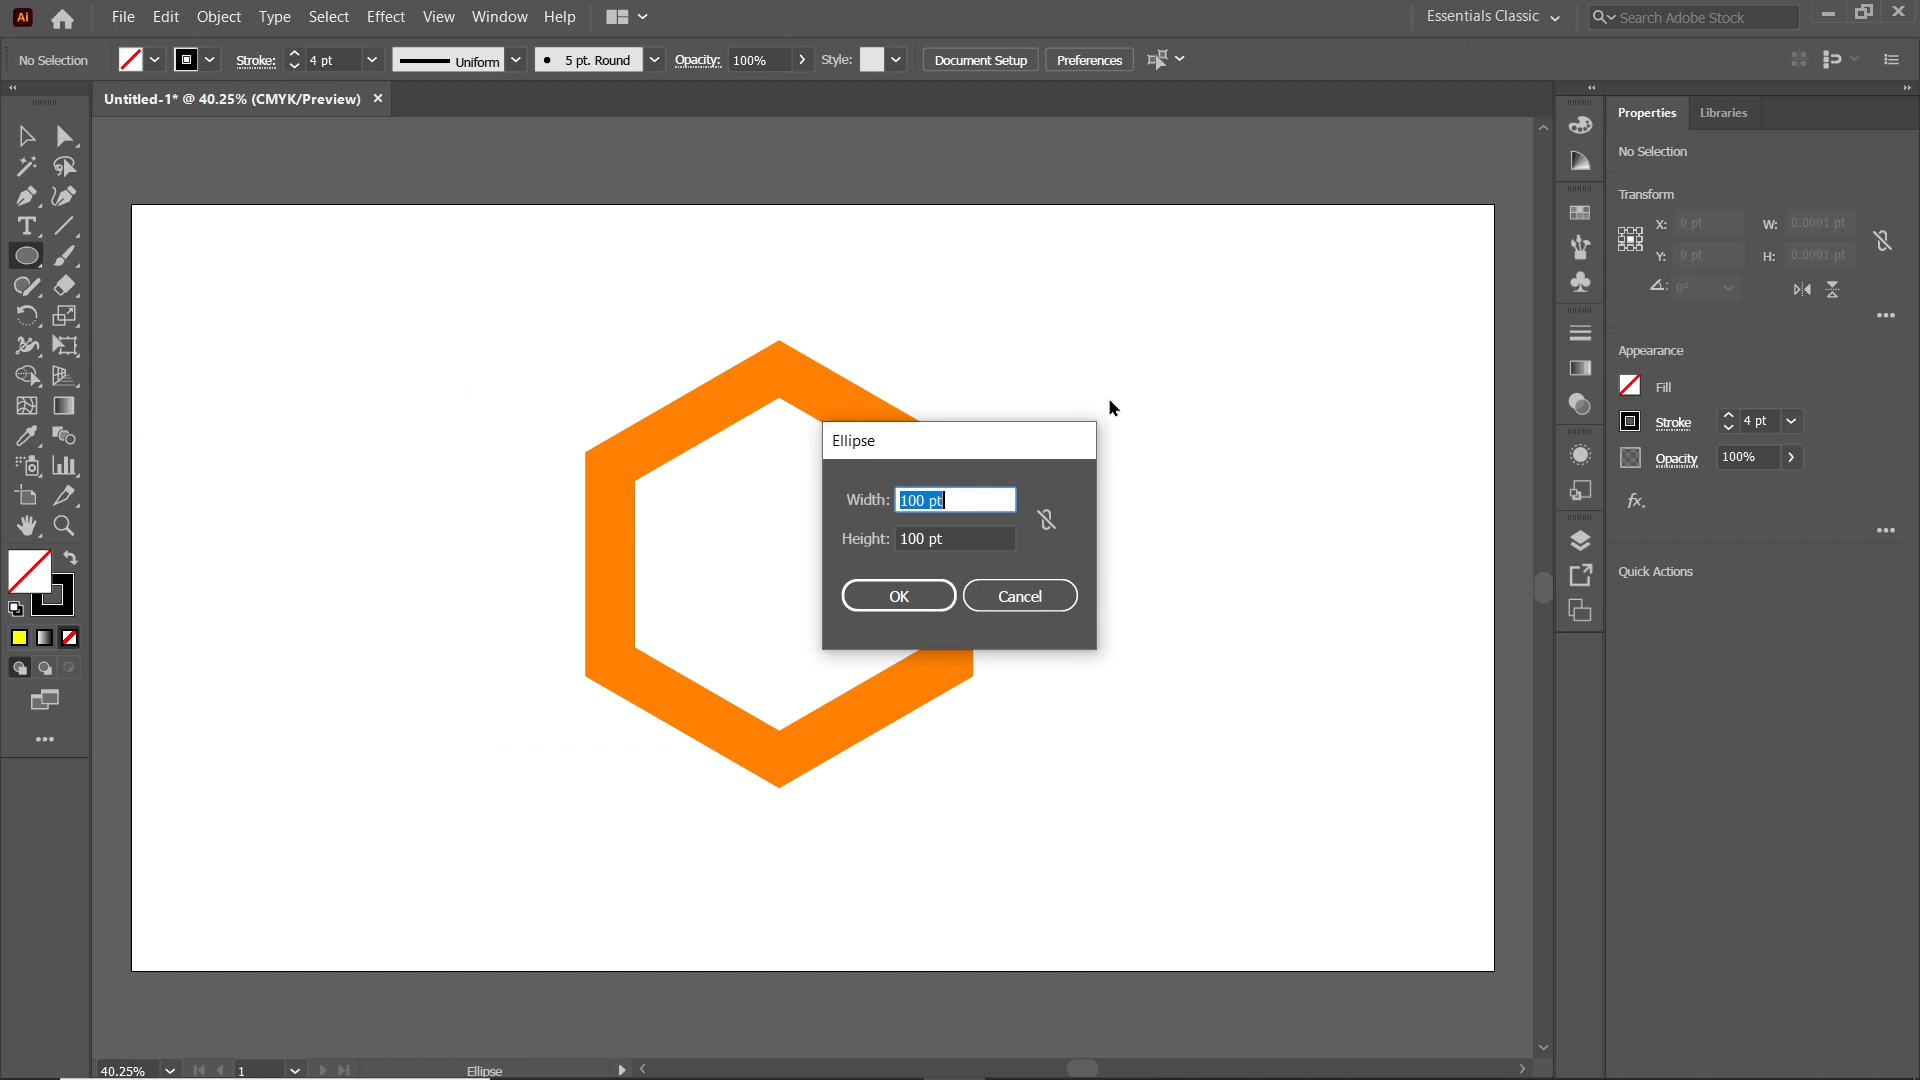 Ai File Edit Object Type Select Effect View Window Help Essentials Classic Search Adobe Stock
No Selection Stroke: 4 pt Uniform 5 pt. Round Opacity: 100% Style: Document Setup Preferences
Untitled-1* @ 40.25% (CMYK/Preview)
Properties Libraries
No Selection
Transform
X: 0 pt W: 0.0001 pt
Y: 0 pt H: 0.0001 pt
0°
Appearance
Fill
Stroke 4 pt
Opacity 100%
fx.
Quick Actions
Ellipse
Width: 100 pt
Height: 100 pt
OK Cancel
40.25% 1 Ellipse